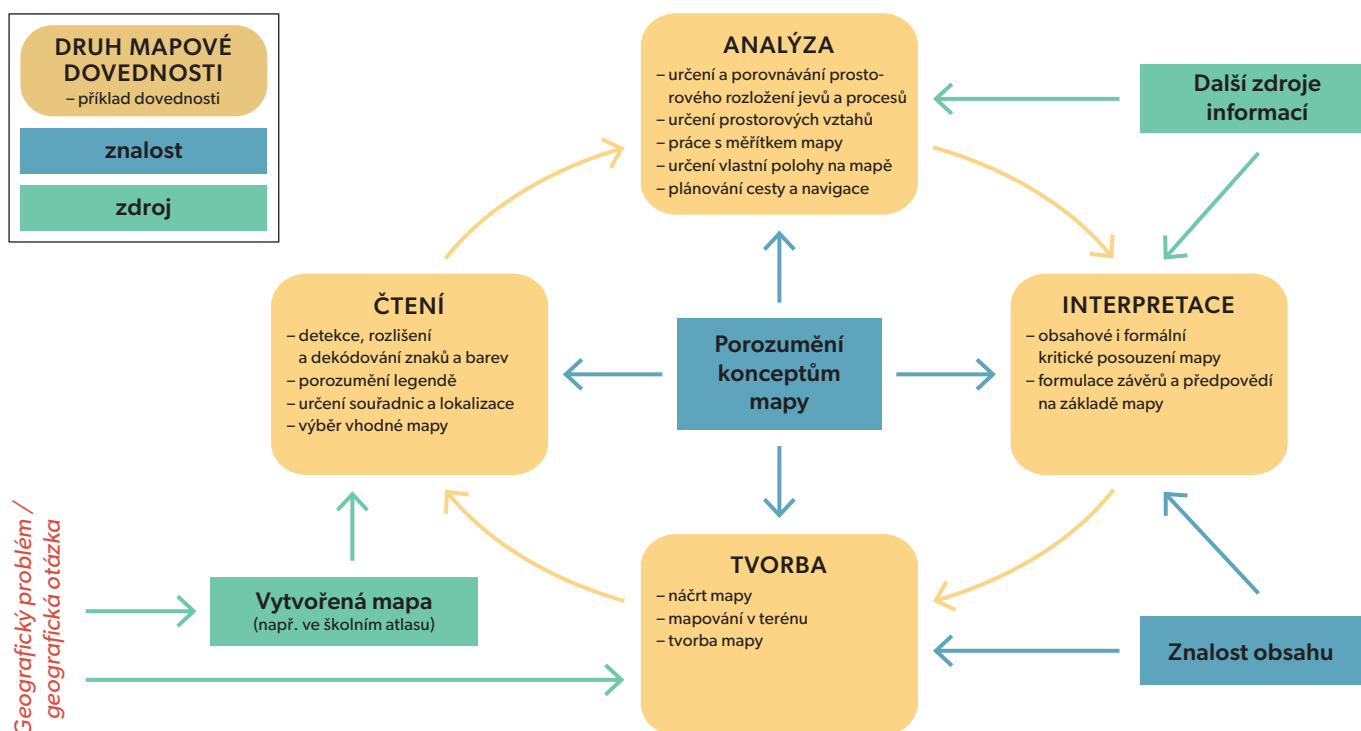 DRUH MAPOVÉ
DOVEDNOSTI
– příklad dovednosti
znalost
zdroj
ANALÝZA
– určení a porovnávání prosto-
rového rozložení jevů a procesů
– určení prostorových vztahů
– práce s měřítkem mapy
– určení vlastní polohy na mapě
– plánování cesty a navigace
Další zdroje
informací
ČTENÍ
– detekce, rozlišení
a dekódování znaků a barev
– porozumění legendě
– určení souřadnic a lokalizace
– výběr vhodné mapy
Porozumění
konceptům
mapy
INTERPRETACE
– obsahové i formální
kritické posouzení mapy
– formulace závěrů a předpovědí
na základě mapy
Geografický problém /
geografická otázka
Vytvořená mapa
(např. ve školním atlasu)
TVORBA
– náčrt mapy
– mapování v terénu
– tvorba mapy
Znalost obsahu